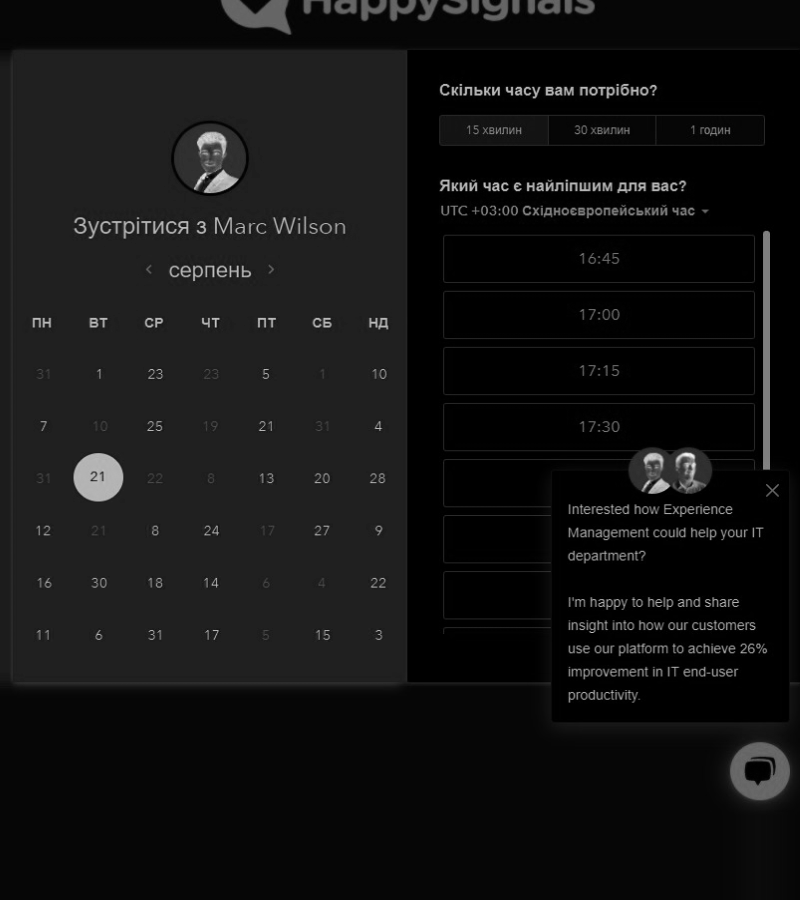 HappySignals
Зустрітися з Marc Wilson
серпень
ПН ВТ СР ЧТ ПТ СБ НД
31 1 23 23 5 1 10
7 10 25 19 21 31 4
31 21 22 8 13 20 28
12 21 8 24 17 27 9
16 30 18 14 6 4 22
11 6 31 17 5 15 3
Скільки часу вам потрібно?
15 хвилин 30 хвилин 1 годин
Який час є найліпшим для вас?
UTC +03:00 Східноєвропейський час
16:45
17:00
17:15
17:30
Interested how Experience
Management could help your IT
department?
I'm happy to help and share
insight into how our customers
use our platform to achieve 26%
improvement in IT end-user
productivity.